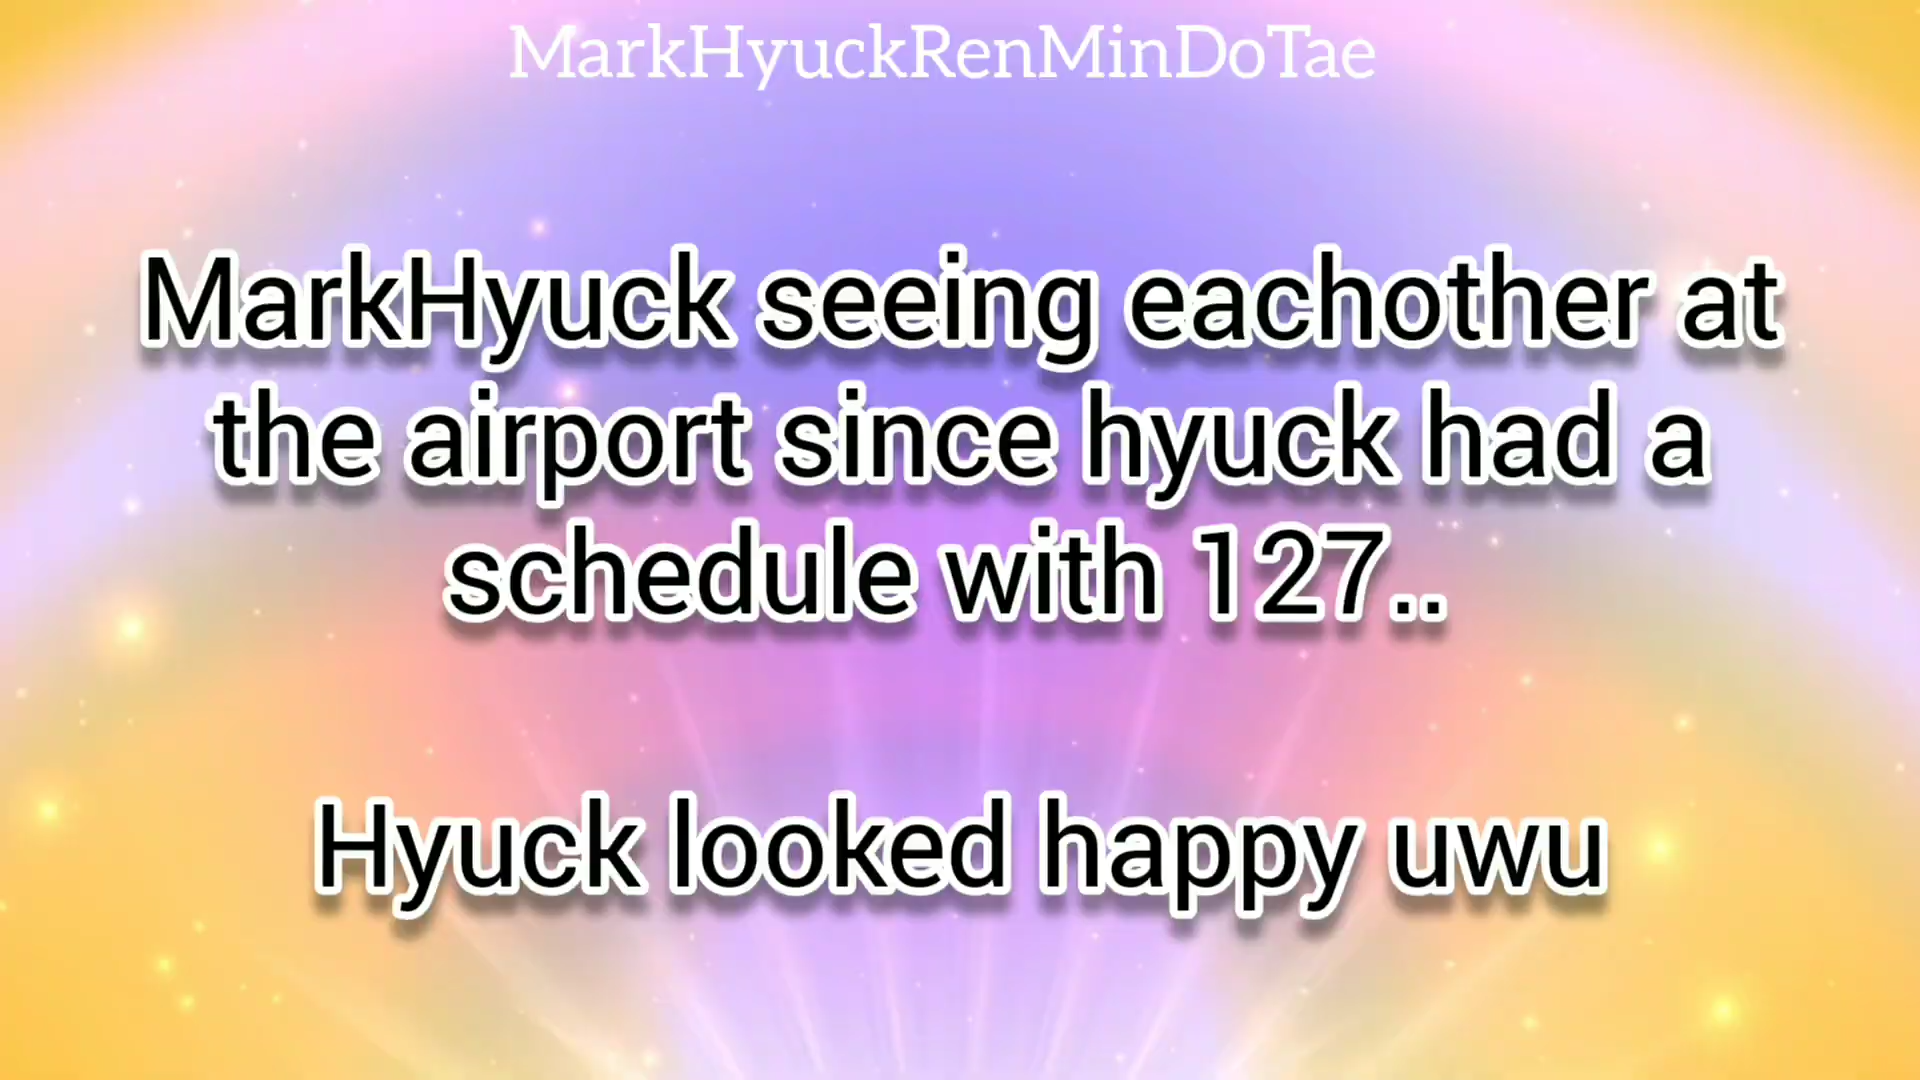 MarkHyuckRenMinDoTae
MarkHyuck seeing eachother at
the airport since hyuck had a
schedule with 127..
Hyuck looked happy uwu